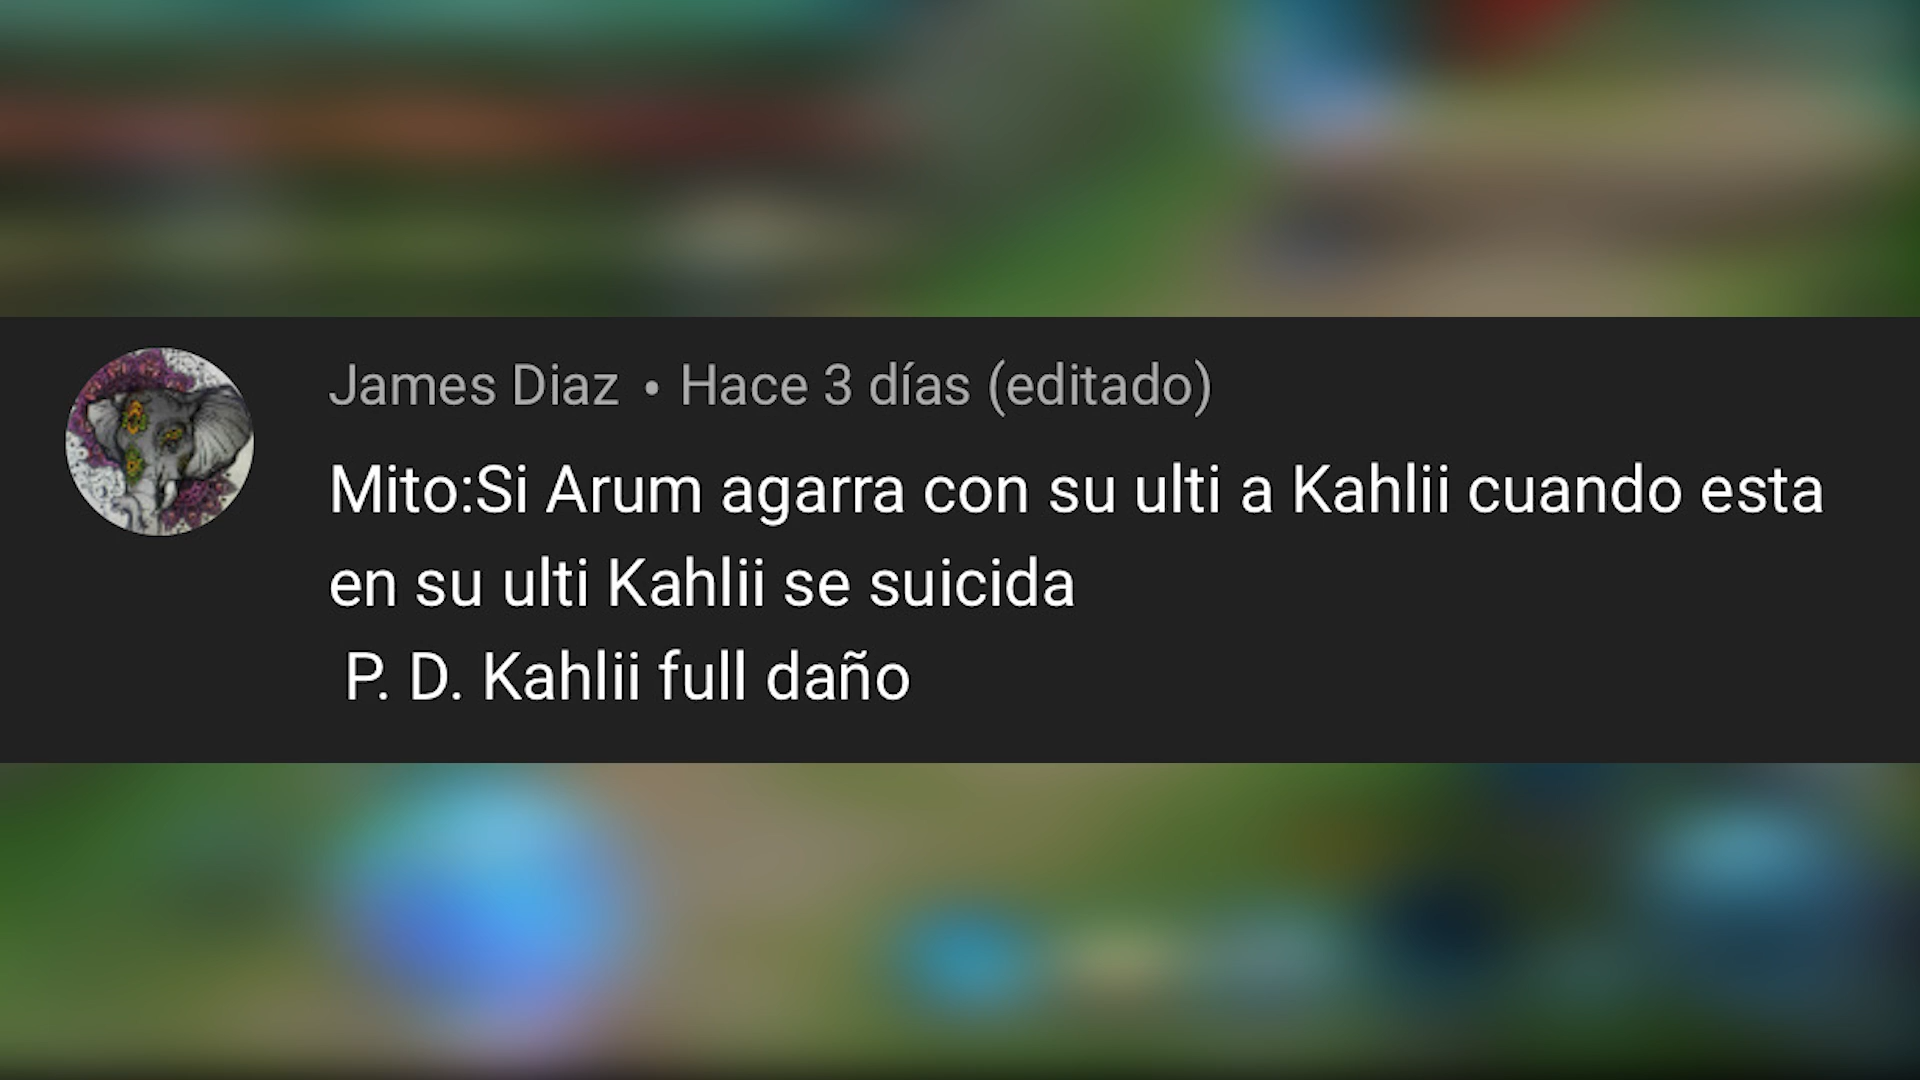 James Diaz • Hace 3 días (editado)
Mito:Si Arum agarra con su ulti a Kahlii cuando esta
en su ulti Kahlii se suicida
P. D. Kahlii full daño